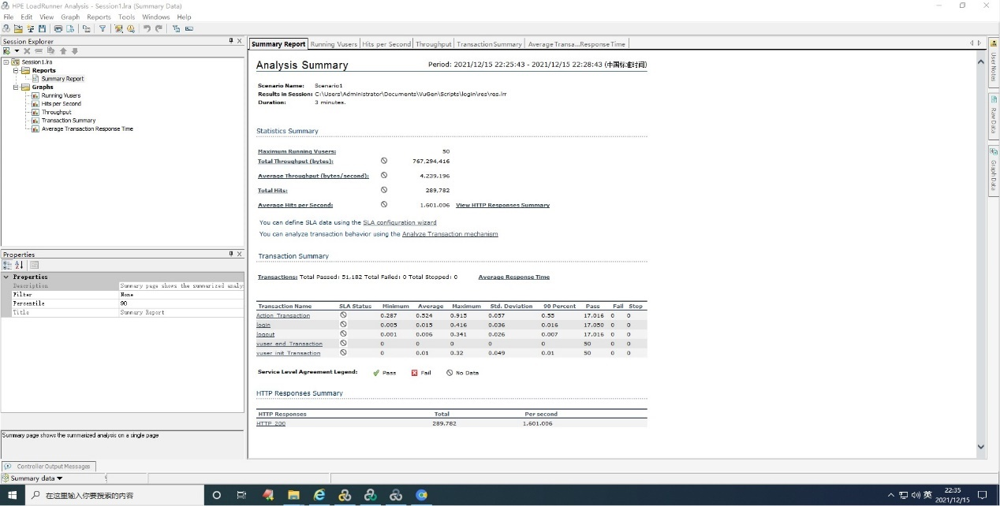 HPE LoadRunner Analysis - Session1.lra (Summary Data)
File Edit View Graph Reports Tools Windows Help
Session Explorer
Session1.lra
Reports
Summary Report
Graphs
Running Vusers
Hits per Second
Throughput
Transaction Summary
Average Transaction Response Time
Properties
Properties
Description Summary page shows the summarized analy
Filter None
Percentile 90
Title Summary Report
Summary page shows the summarized analysis on a single page
Summary Report Running Vusers Hits per Second Throughput TransactionSummary Average Transa...Response Time
Analysis Summary Period: 2021/12/15 22:25:43 - 2021/12/15 22:28:43 (中国标准时间)
Scenario Name: Scenario1
Results in Session: C:\Users\Administrator\Documents\VuGen\Scripts\login\res\res.lrr
Duration: 3 minutes.
Statistics Summary
Maximum Running Vusers: 50
Total Throughput (bytes): 767,294,416
Average Throughput (bytes/second): 4,239,196
Total Hits: 289,782
Average Hits per Second: 1,601.006 View HTTP Responses Summary
You can define SLA data using the SLA configuration wizard
You can analyze transaction behavior using the Analyze Transaction mechanism
Transaction Summary
Transactions: Total Passed: 51,182 Total Failed: 0 Total Stopped: 0 Average Response Time
Transaction Name SLA Status Minimum Average Maximum Std. Deviation 90 Percent Pass Fail Stop
Action_Transaction 0.287 0.524 0.915 0.057 0.55 17,016 0 0
login 0.005 0.015 0.416 0.036 0.016 17,050 0 0
logout 0.001 0.006 0.341 0.026 0.007 17,016 0 0
vuser_end_Transaction 0 0 0 0 0 50 0 0
vuser_init_Transaction 0 0.01 0.32 0.049 0.01 50 0 0
Service Level Agreement Legend: Pass Fail No Data
HTTP Responses Summary
HTTP Responses Total Per second
HTTP_200 289,782 1,601.006
User Notes
Raw Data
Graph Data
Controller Output Messages
Summary data
在这里输入你要搜索的内容
英
22:35
2021/12/15